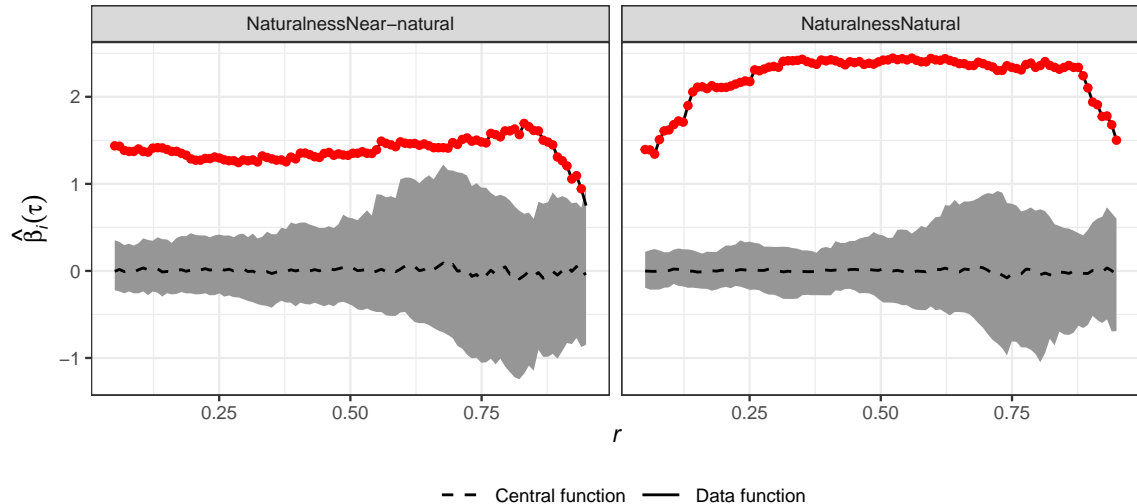 NaturalnessNear−natural NaturalnessNatural
β̂i(τ)
2
1
0
−1
0.25 0.50 0.75 0.25 0.50 0.75
r
Central function Data function